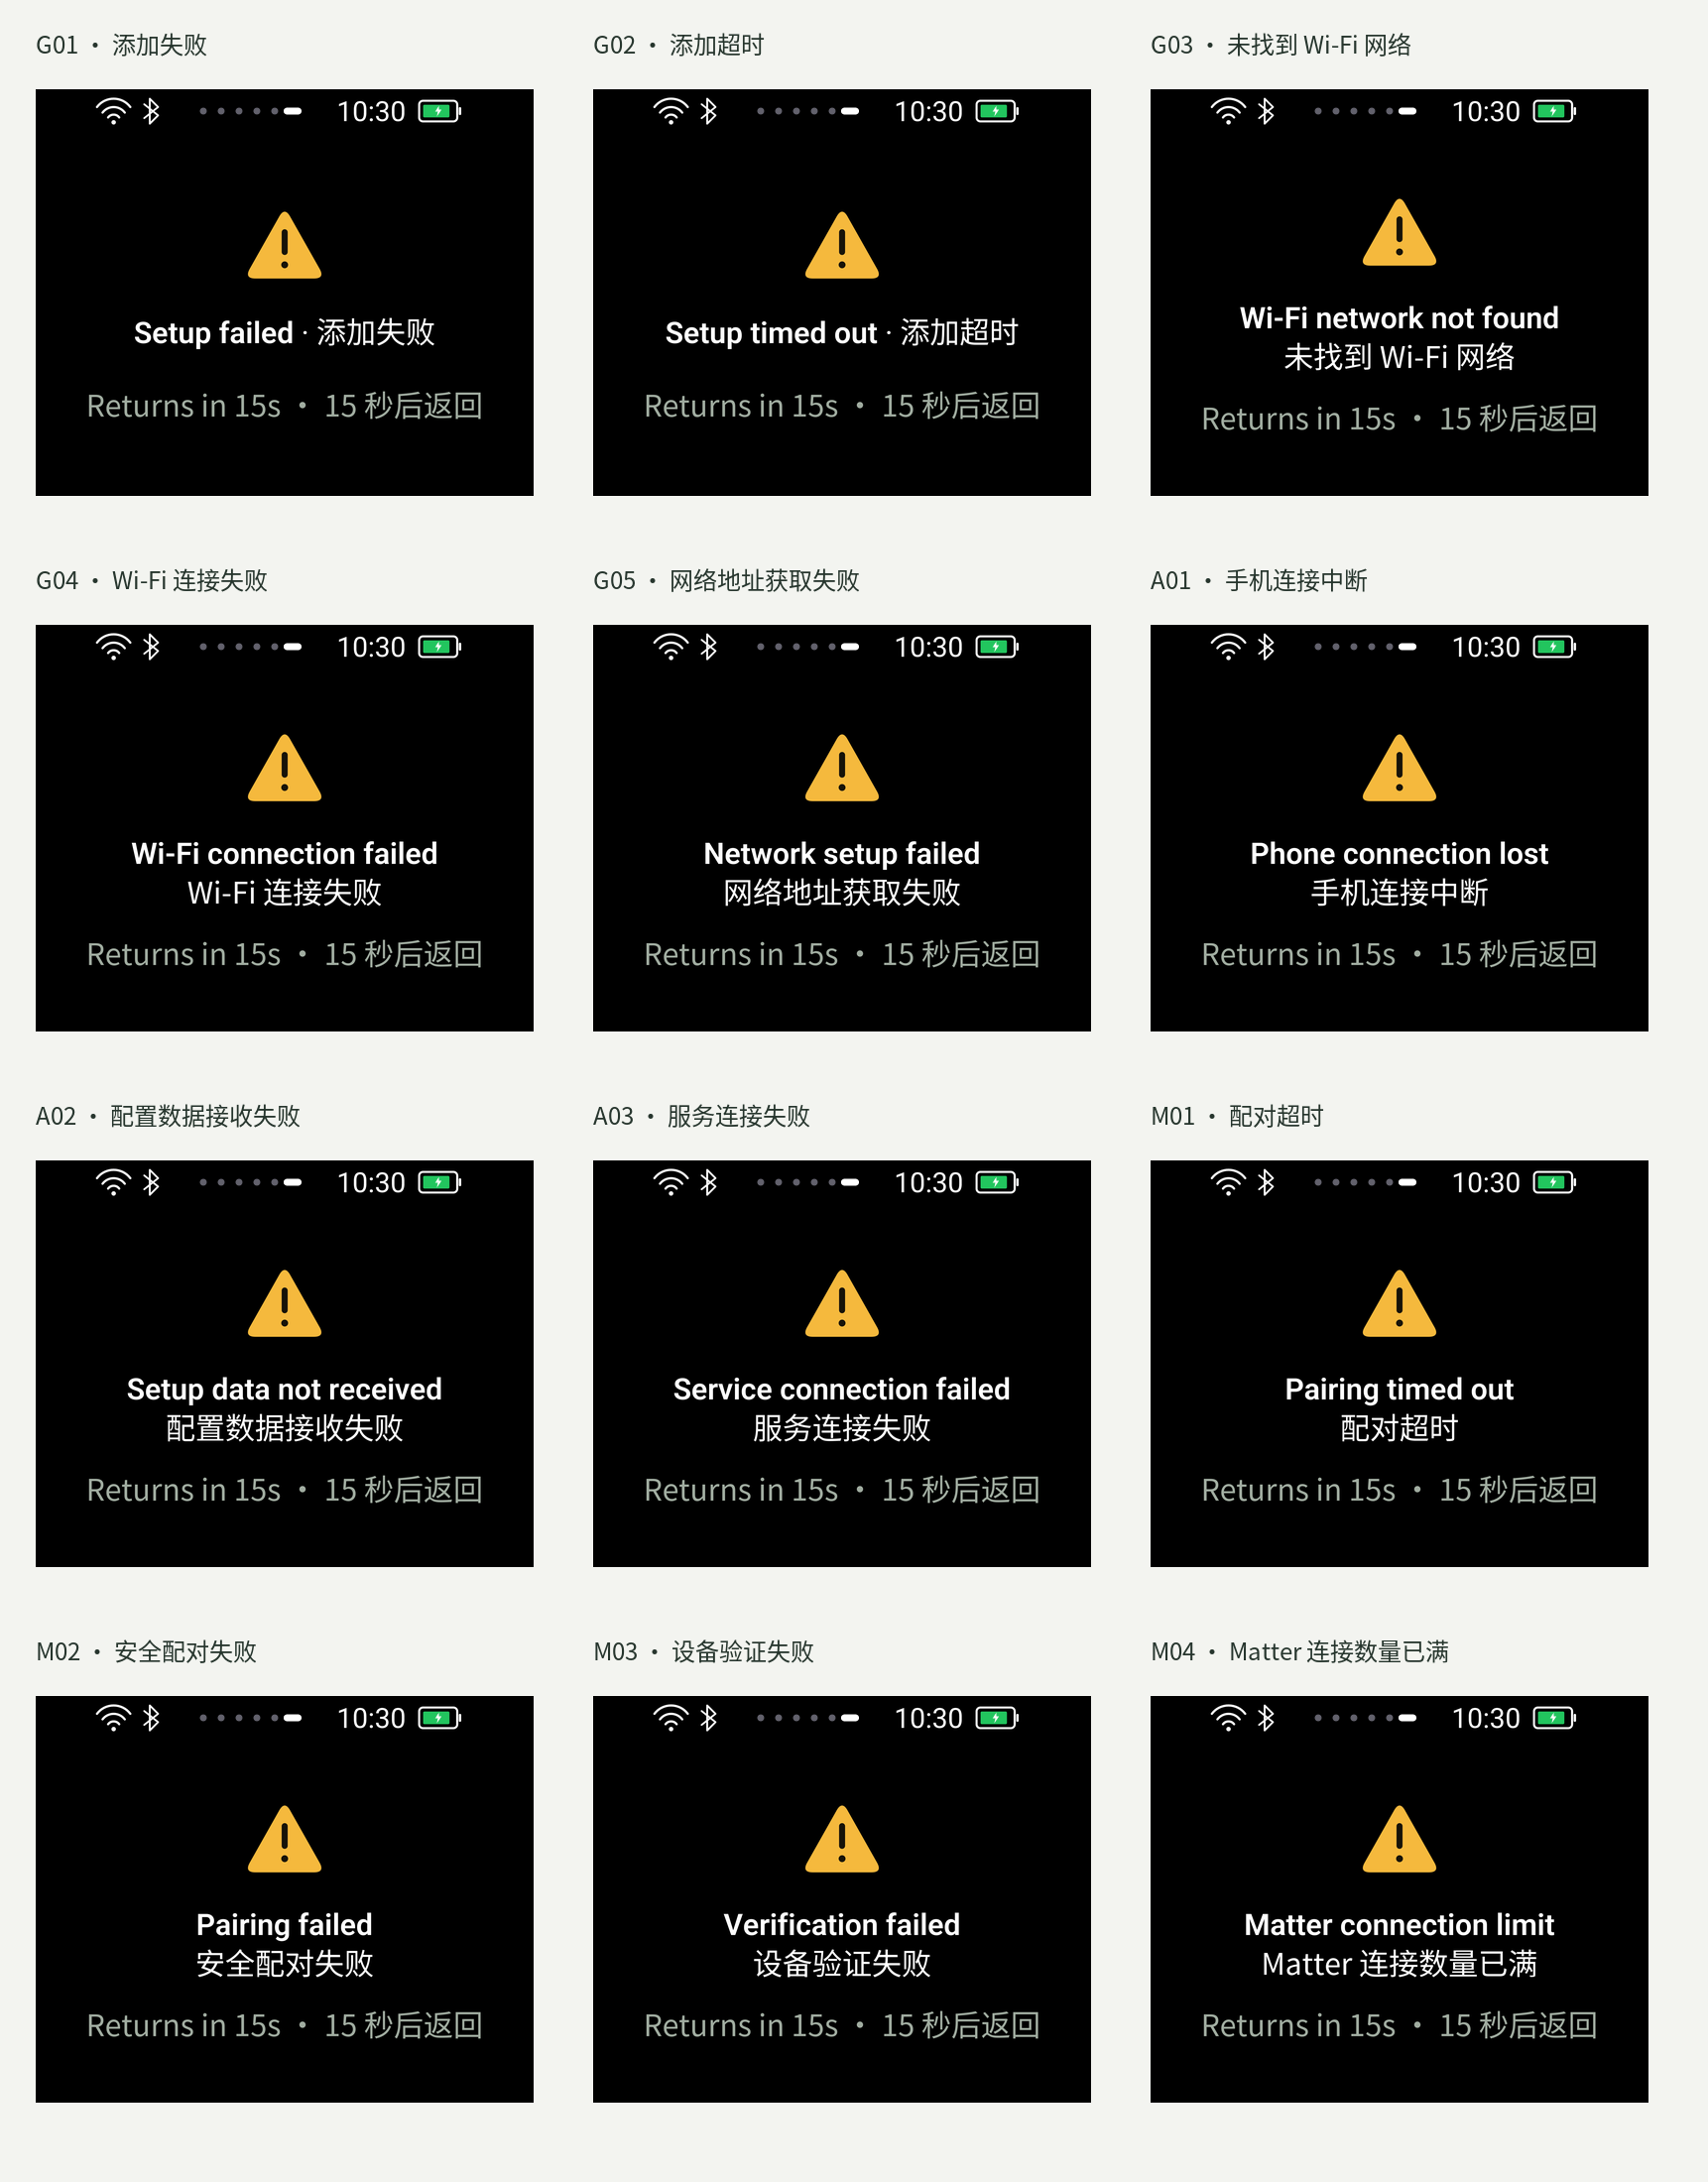 G01 · 添加失败
10:30
Setup failed · 添加失败
Returns in 15s · 15 秒后返回
G02 · 添加超时
10:30
Setup timed out · 添加超时
Returns in 15s · 15 秒后返回
G03 · 未找到 Wi-Fi 网络
10:30
Wi-Fi network not found
未找到 Wi-Fi 网络
Returns in 15s · 15 秒后返回
G04 · Wi-Fi 连接失败
10:30
Wi-Fi connection failed
Wi-Fi 连接失败
Returns in 15s · 15 秒后返回
G05 · 网络地址获取失败
10:30
Network setup failed
网络地址获取失败
Returns in 15s · 15 秒后返回
A01 · 手机连接中断
10:30
Phone connection lost
手机连接中断
Returns in 15s · 15 秒后返回
A02 · 配置数据接收失败
10:30
Setup data not received
配置数据接收失败
Returns in 15s · 15 秒后返回
A03 · 服务连接失败
10:30
Service connection failed
服务连接失败
Returns in 15s · 15 秒后返回
M01 · 配对超时
10:30
Pairing timed out
配对超时
Returns in 15s · 15 秒后返回
M02 · 安全配对失败
10:30
Pairing failed
安全配对失败
Returns in 15s · 15 秒后返回
M03 · 设备验证失败
10:30
Verification failed
设备验证失败
Returns in 15s · 15 秒后返回
M04 · Matter 连接数量已满
10:30
Matter connection limit
Matter 连接数量已满
Returns in 15s · 15 秒后返回